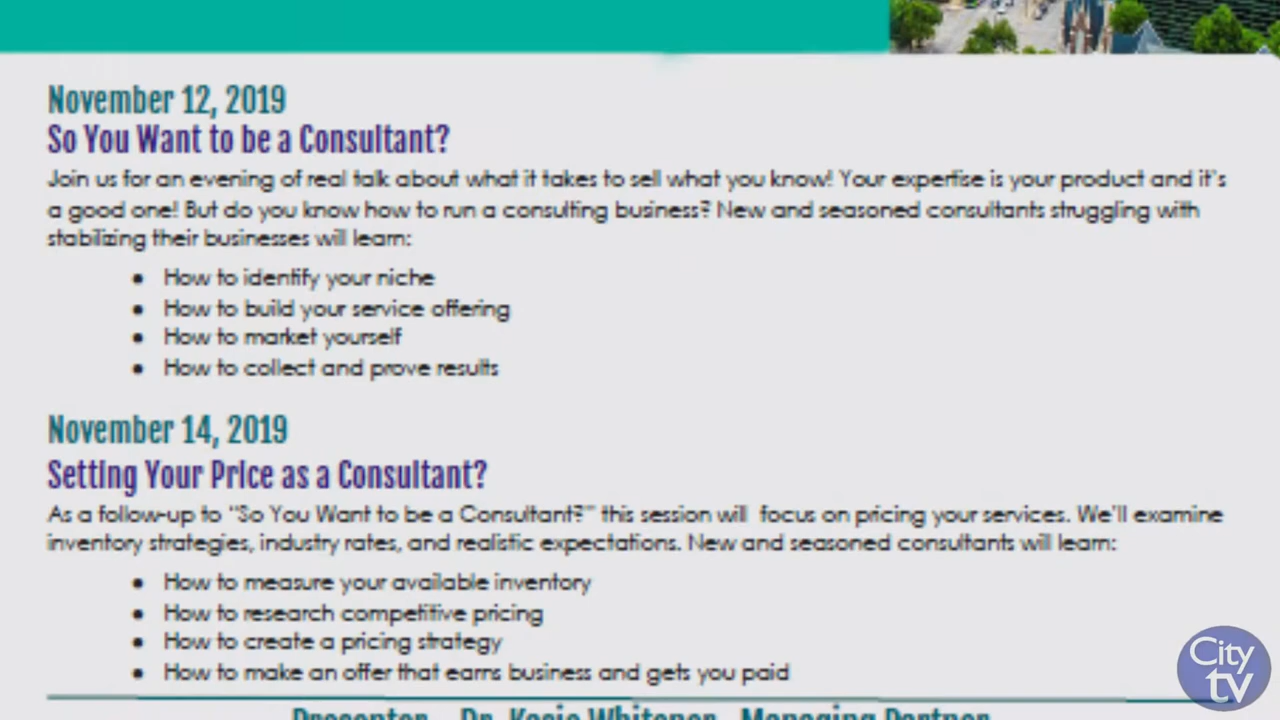 November 12, 2019
So You Want to be a Consultant?
Join us for an evening of real talk about what it takes to sell what you know! Your expertise is your product and it's
a good one! But do you know how to run a consulting business? New and seasoned consultants struggling with
stabilizing their businesses will learn:
• How to identify your niche
• How to build your service offering
• How to market yourself
• How to collect and prove results
November 14, 2019
Setting Your Price as a Consultant?
As a follow-up to "So You Want to be a Consultant?" this session will focus on pricing your services. We'll examine
inventory strategies, industry rates, and realistic expectations. New and seasoned consultants will learn:
• How to measure your available inventory
• How to research competitive pricing
• How to create a pricing strategy
• How to make an offer that earns business and gets you paid
Presenter Dr. Kasie Whitener, Managing Partner
City
tv